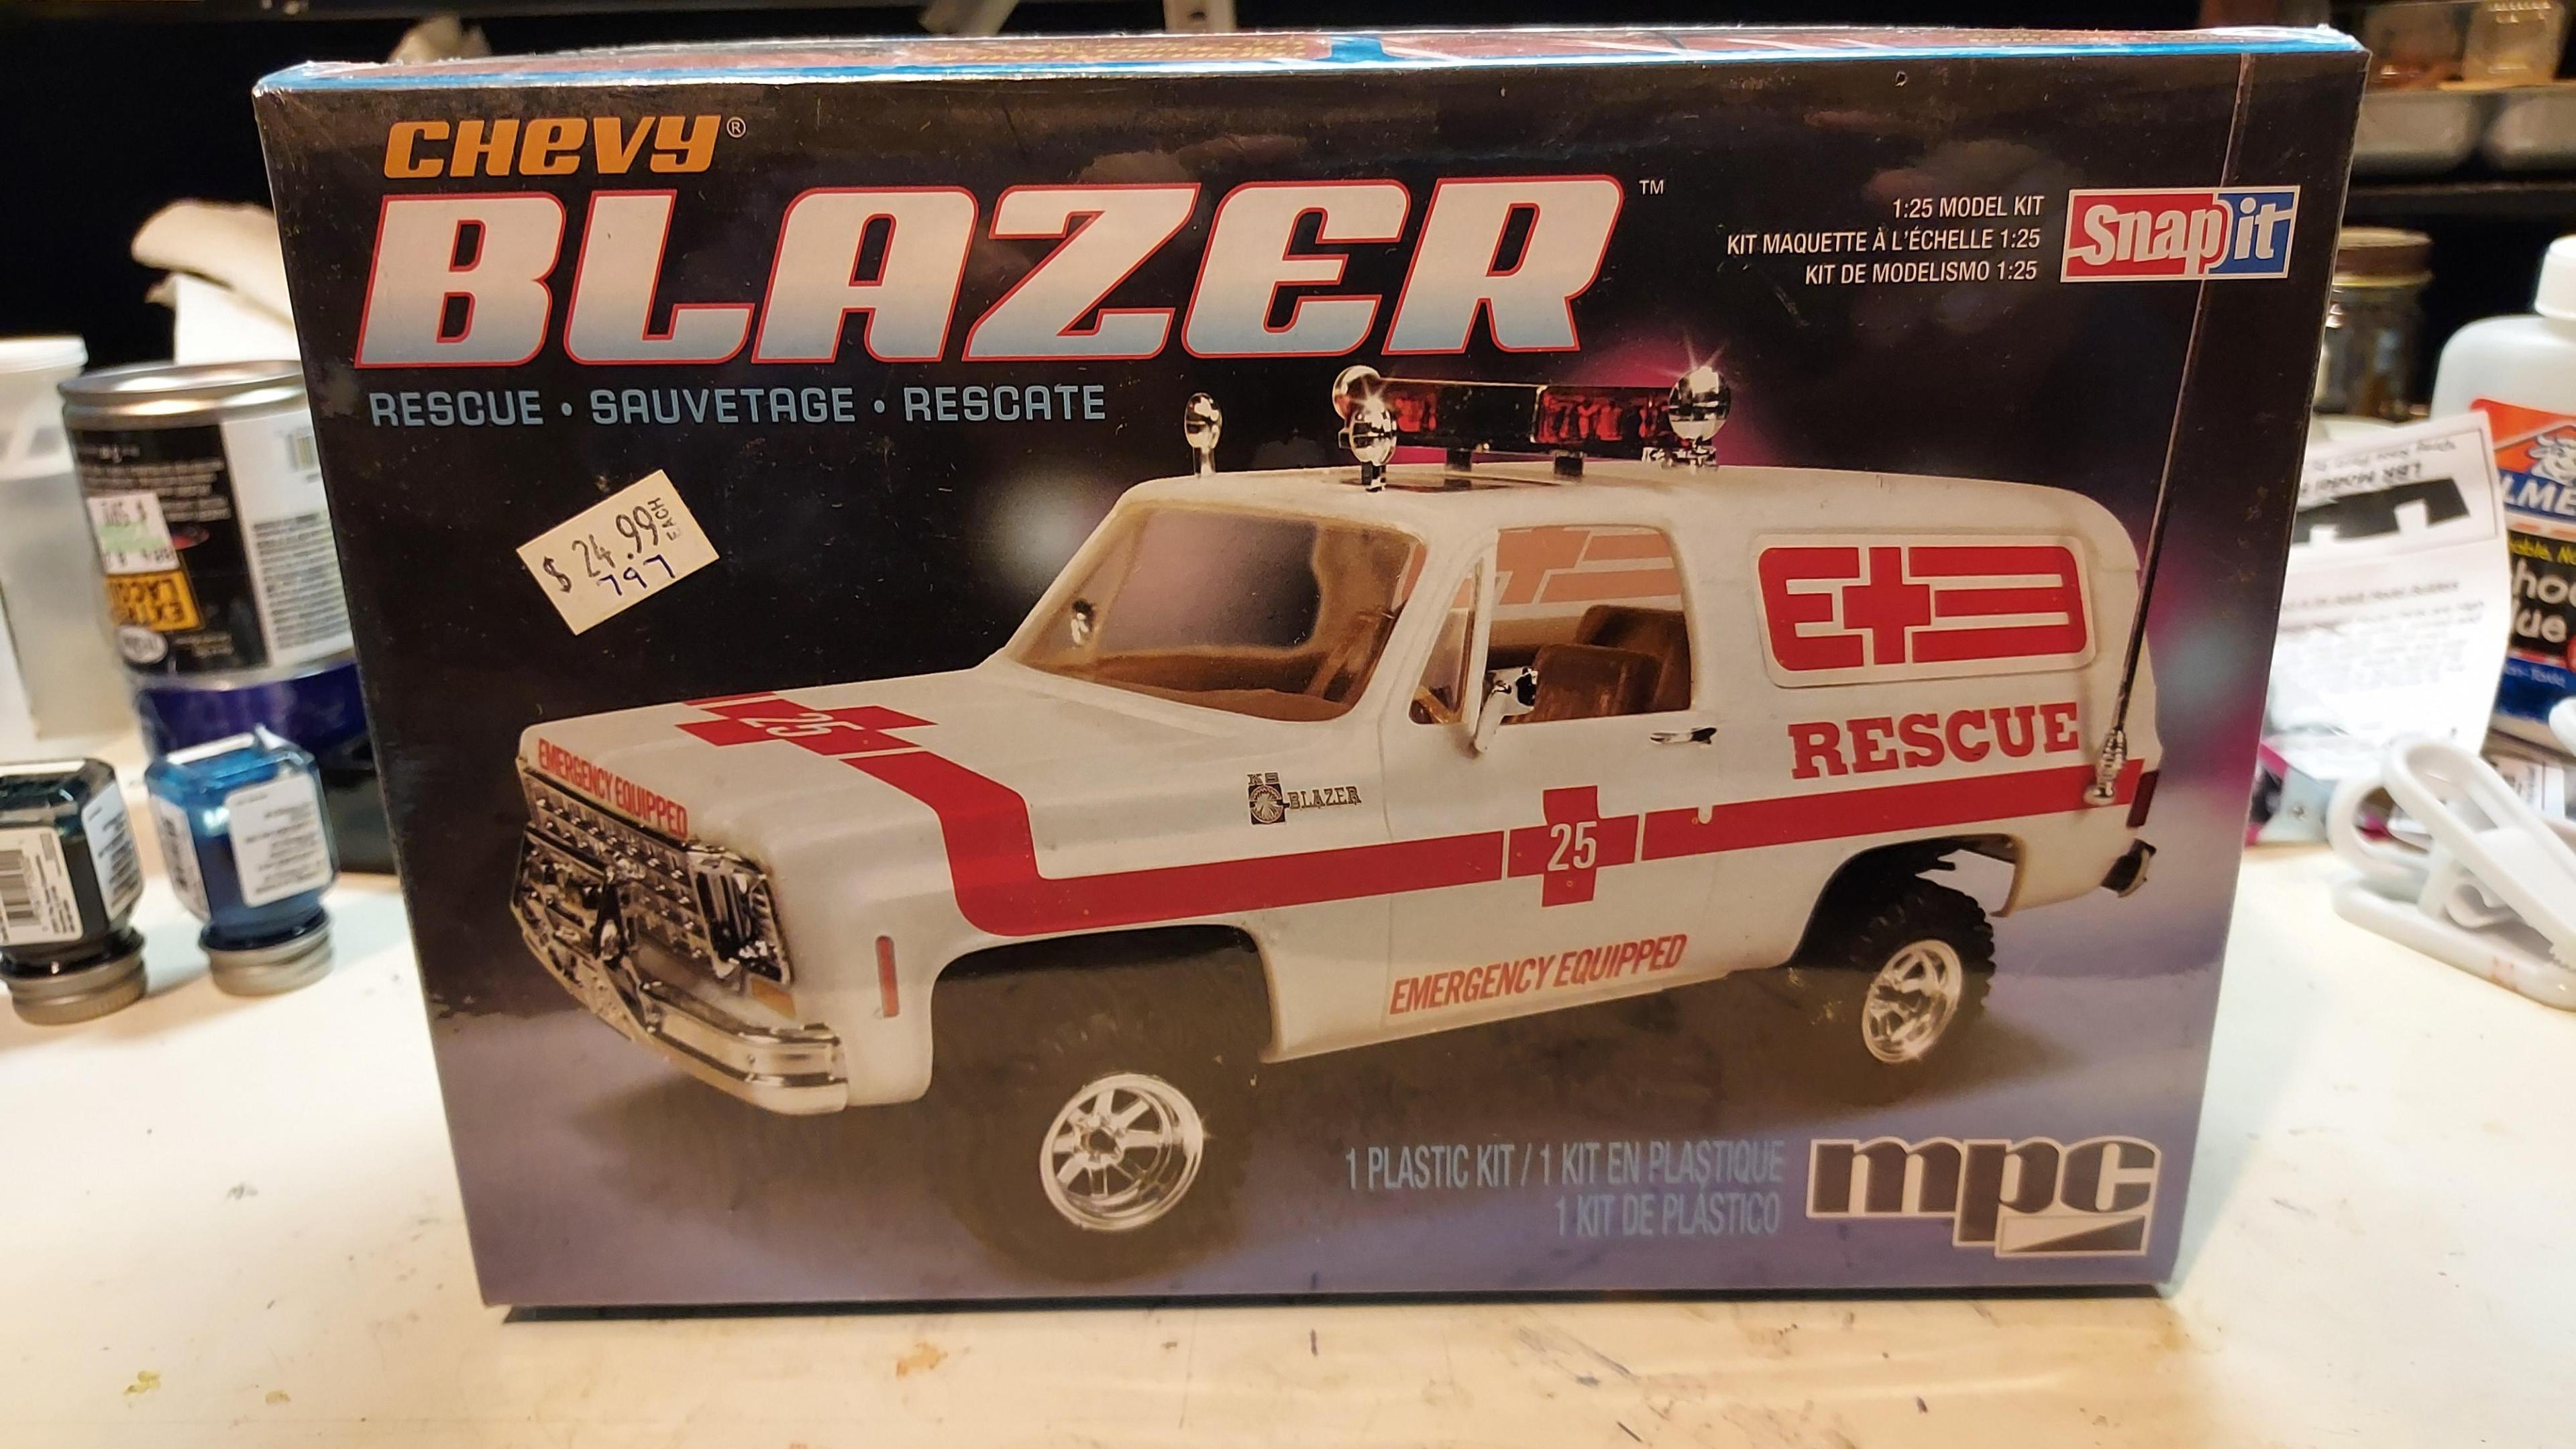 CHEVY®
BLAZER™
RESCUE • SAUVETAGE • RESCATE
1:25 MODEL KIT
KIT MAQUETTE À L'ÉCHELLE 1:25
KIT DE MODELISMO 1:25
Snap it
$ 24.99 EACH
797
25
EMERGENCY EQUIPPED
K5
BLAZER
E
RESCUE
25
EMERGENCY EQUIPPED
1 PLASTIC KIT / 1 KIT EN PLASTIQUE
1 KIT DE PLÁSTICO
mpc